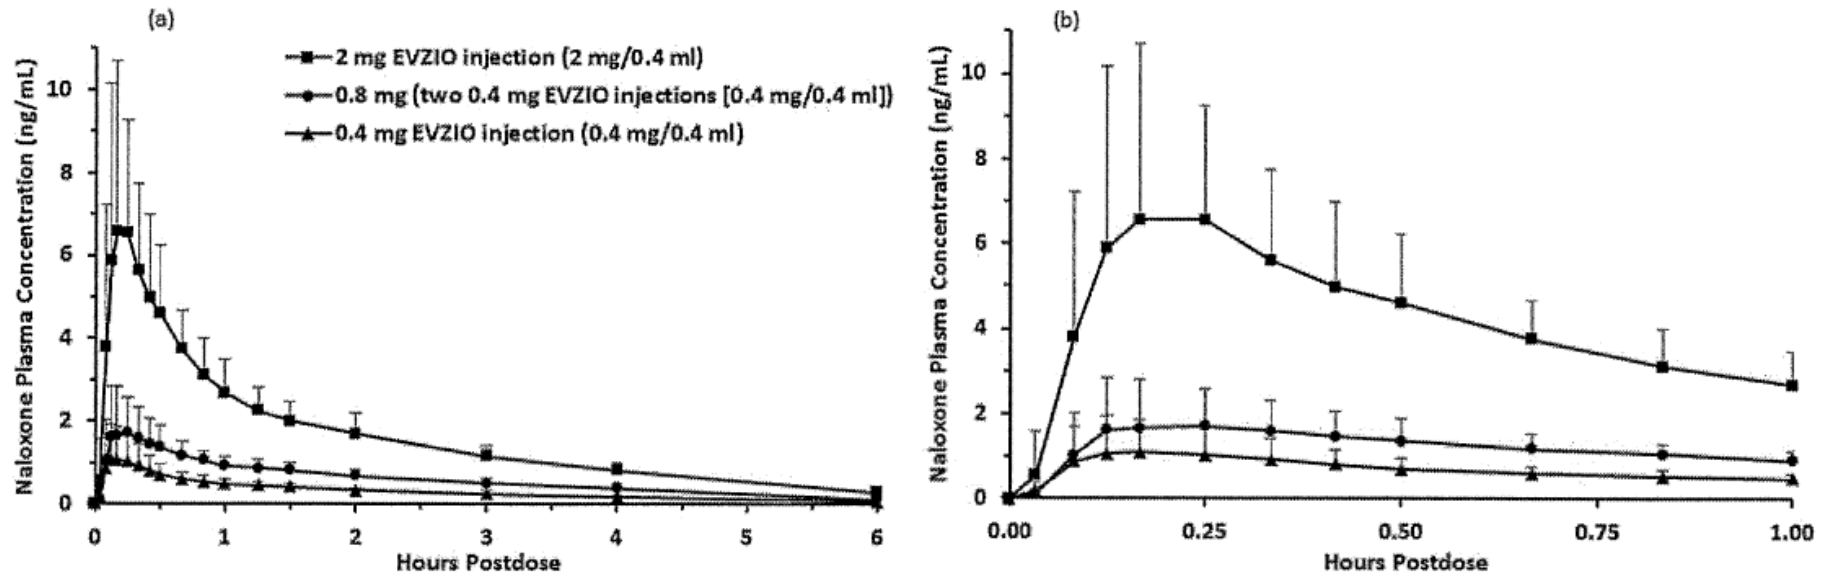 (a)
2 mg EVZIO injection (2 mg/0.4 ml)
0.8 mg (two 0.4 mg EVZIO injections [0.4 mg/0.4 ml])
0.4 mg EVZIO injection (0.4 mg/0.4 ml)
Naloxone Plasma Concentration (ng/mL)
10
8
6
4
2
0
0 1 2 3 4 5 6
Hours Postdose
(b)
Naloxone Plasma Concentration (ng/mL)
10
8
6
4
2
0
0.00 0.25 0.50 0.75 1.00
Hours Postdose